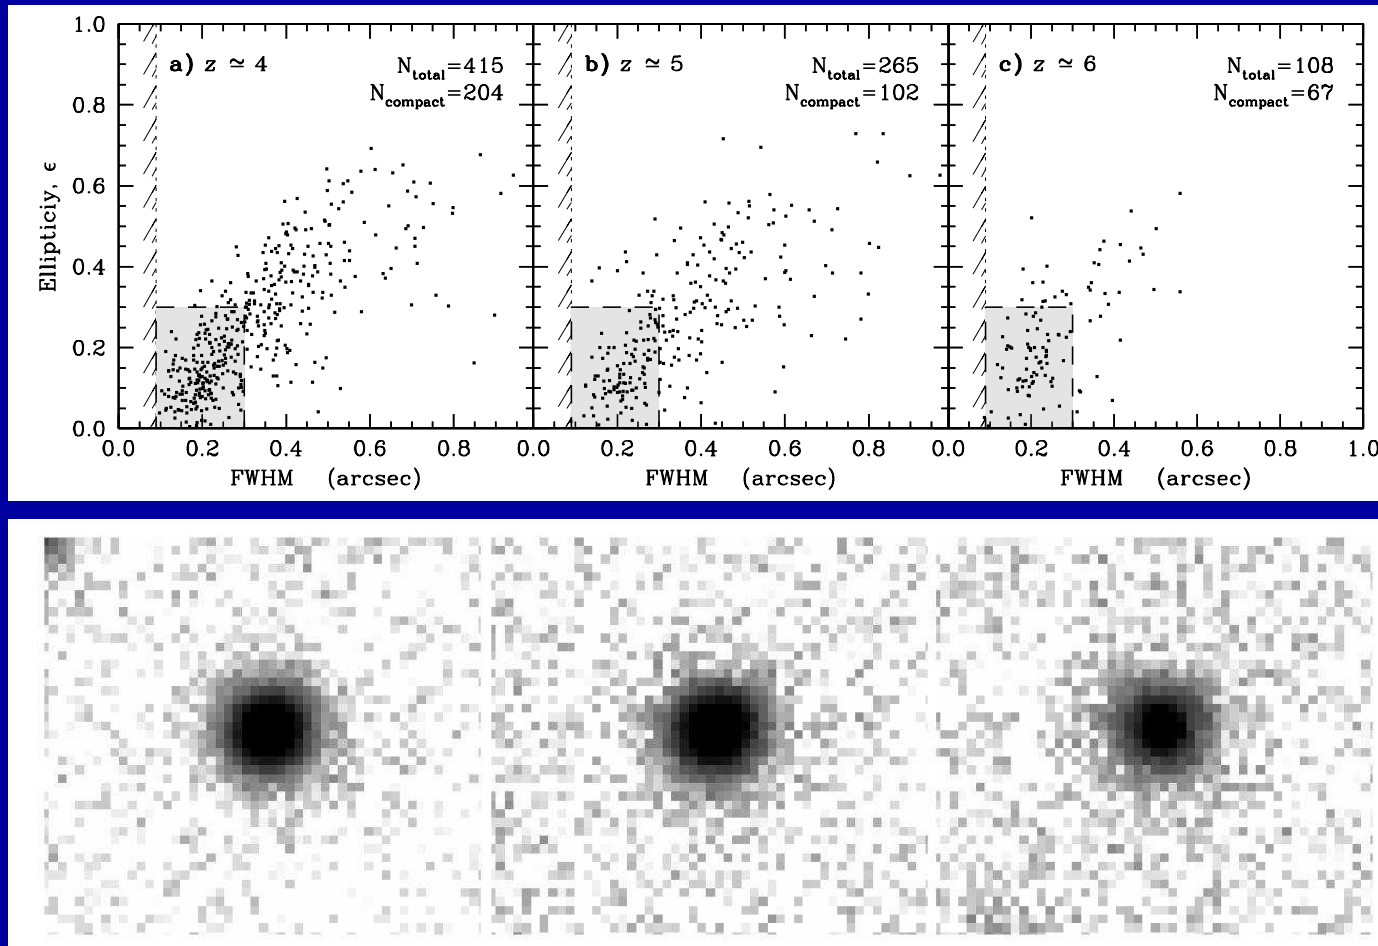 a) z ≃ 4
N_total=415
N_compact=204
b) z ≃ 5
N_total=265
N_compact=102
c) z ≃ 6
N_total=108
N_compact=67
Ellipticiy, ϵ
1.0
0.8
0.6
0.4
0.2
0.0
0.0 0.2 0.4 0.6 0.8 0.0 0.2 0.4 0.6 0.8 0.0 0.2 0.4 0.6 0.8 1.0
FWHM (arcsec) FWHM (arcsec) FWHM (arcsec)